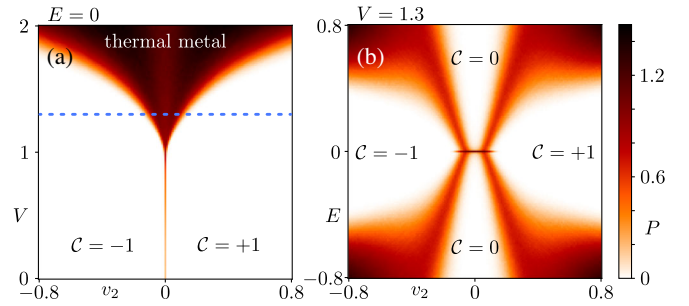 E = 0
V = 1.3
2
thermal metal
(a)
1
V
C = −1
C = +1
0
−0.8
v₂
0
0.8
0.8
(b)
C = 0
0
C = −1
C = +1
E
C = 0
−0.8
−0.8
v₂
0
0.8
1.2
0.6
P
0